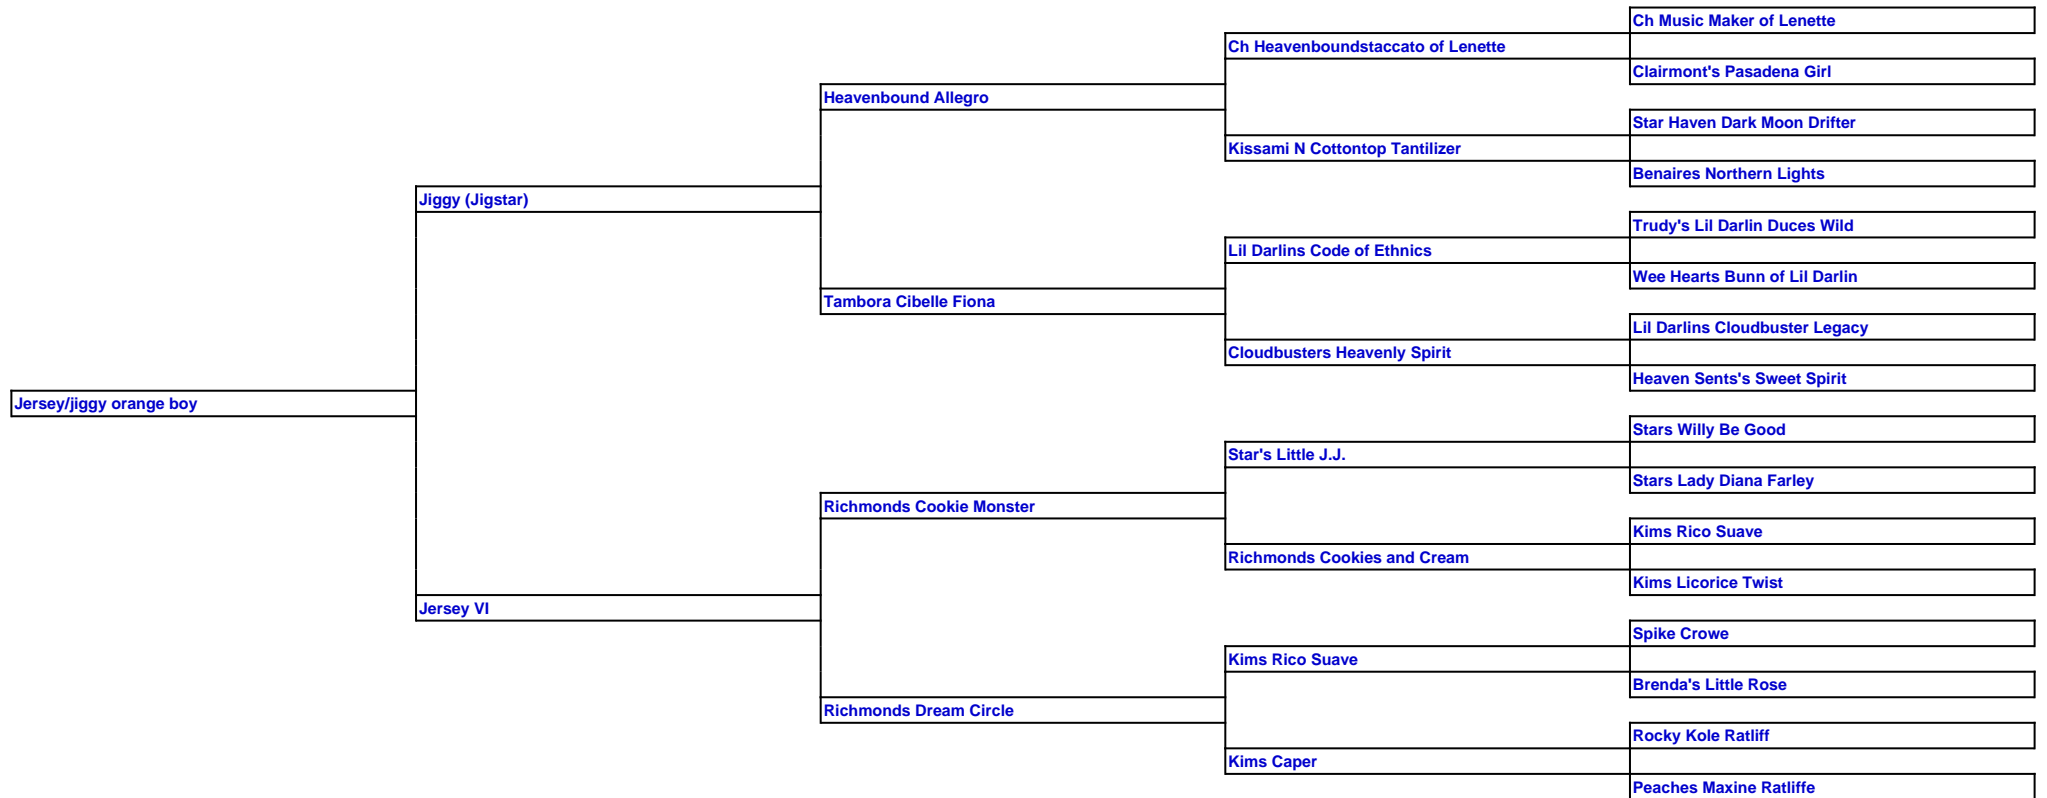 Ch Music Maker of Lenette
Ch Heavenboundstaccato of Lenette
Clairmont's Pasadena Girl
Heavenbound Allegro
Star Haven Dark Moon Drifter
Kissami N Cottontop Tantilizer
Benaires Northern Lights
Jiggy (Jigstar)
Trudy's Lil Darlin Duces Wild
Lil Darlins Code of Ethnics
Wee Hearts Bunn of Lil Darlin
Tambora Cibelle Fiona
Lil Darlins Cloudbuster Legacy
Cloudbusters Heavenly Spirit
Heaven Sents's Sweet Spirit
Jersey/jiggy orange boy
Stars Willy Be Good
Star's Little J.J.
Stars Lady Diana Farley
Richmonds Cookie Monster
Kims Rico Suave
Richmonds Cookies and Cream
Kims Licorice Twist
Jersey VI
Spike Crowe
Kims Rico Suave
Brenda's Little Rose
Richmonds Dream Circle
Rocky Kole Ratliff
Kims Caper
Peaches Maxine Ratliffe